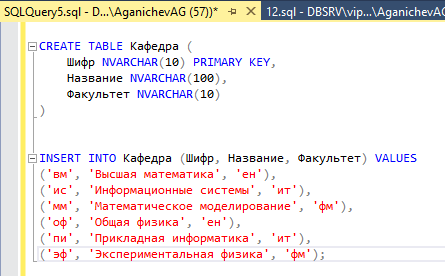 SQLQuery5.sql - D...\AganichevAG (57))*
12.sql - DBSRV\vip...\AganichevAG
CREATE TABLE Кафедра (
Шифр NVARCHAR(10) PRIMARY KEY,
Название NVARCHAR(100),
Факультет NVARCHAR(10)
)
INSERT INTO Кафедра (Шифр, Название, Факультет) VALUES
('вм', 'Высшая математика', 'ен'),
('ис', 'Информационные системы', 'ит'),
('мм', 'Математическое моделирование', 'фм'),
('оф', 'Общая физика', 'ен'),
('пи', 'Прикладная информатика', 'ит'),
('эф', 'Экспериментальная физика', 'фм');